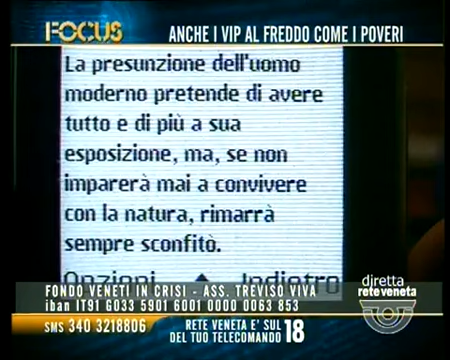 FOCUS
ANCHE I VIP AL FREDDO COME I POVERI
La presunzione dell'uomo
moderno pretende di avere
tutto e di più a sua
esposizione, ma, se non
imparerà mai a convivere
con la natura, rimarrà
sempre sconfitò.
Opzioni Indietro
FONDO VENETI IN CRISI - ASS. TREVISO VIVA
iban IT91 G033 5901 6001 0000 0063 853
diretta
reteveneta
SMS 340 3218806
RETE VENETA E' SUL
DEL TUO TELECOMANDO 18